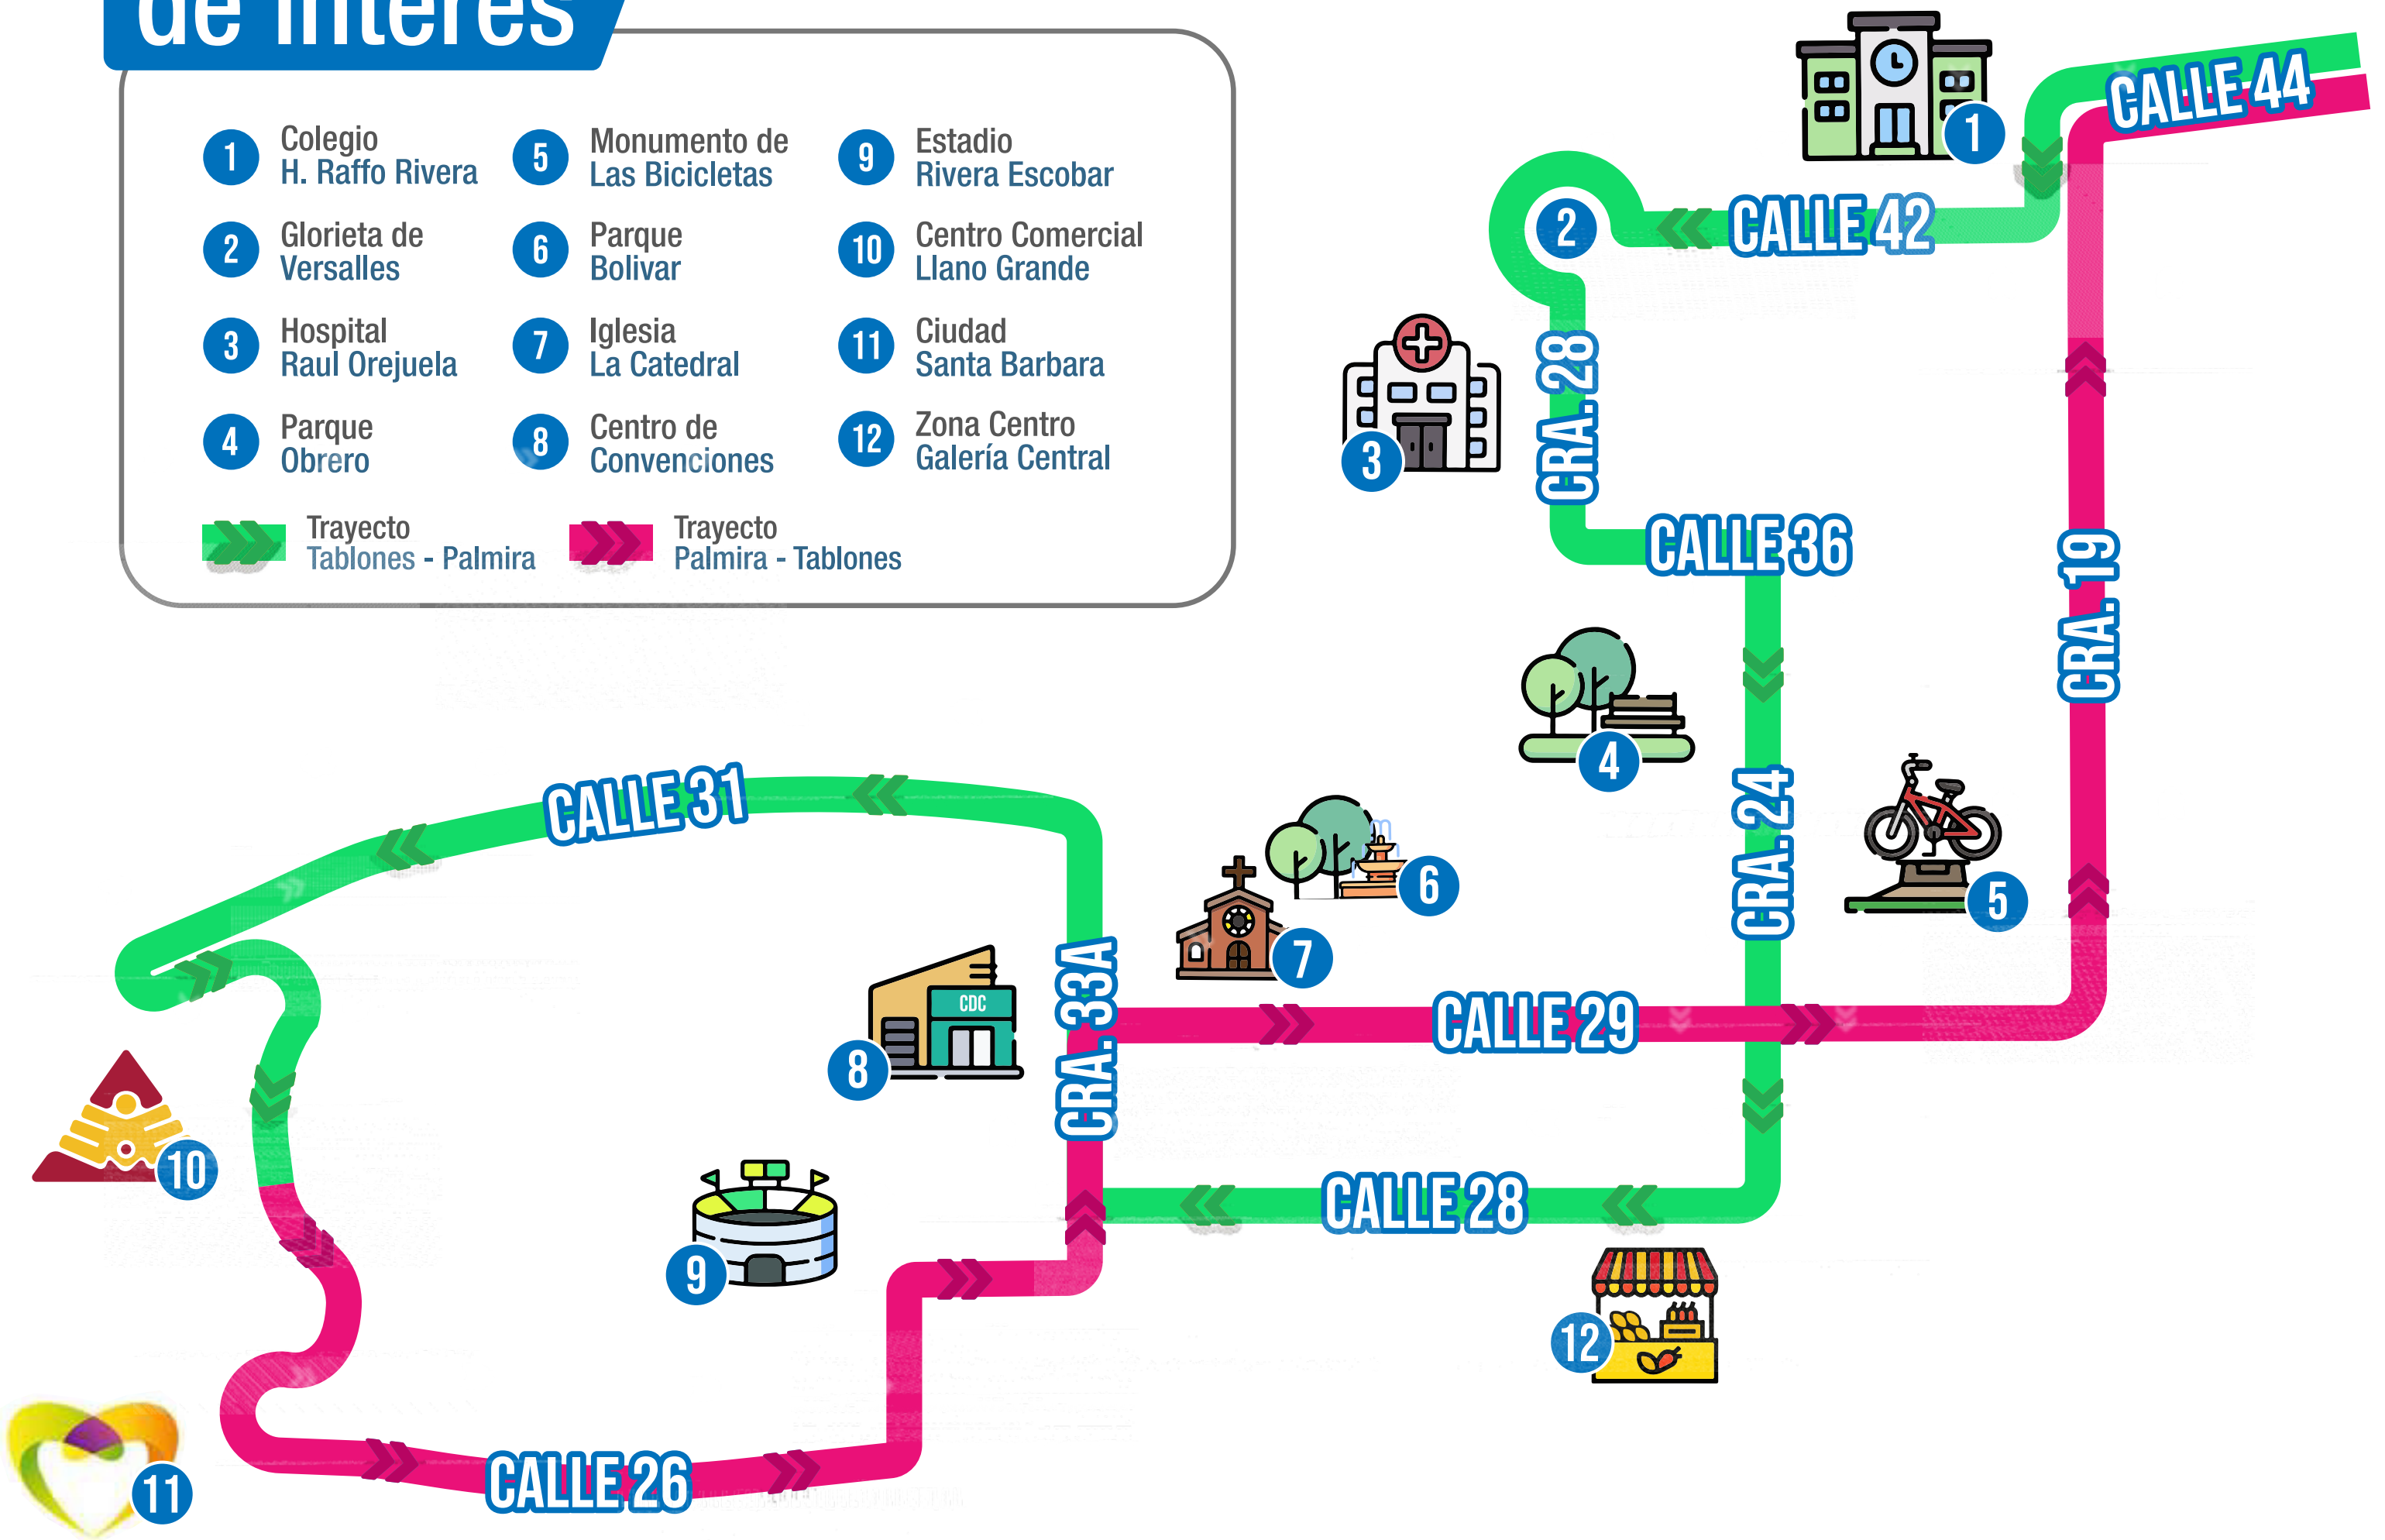 de interés
1 Colegio
H. Raffo Rivera
2 Glorieta de
Versalles
3 Hospital
Raul Orejuela
4 Parque
Obrero
5 Monumento de
Las Bicicletas
6 Parque
Bolivar
7 Iglesia
La Catedral
8 Centro de
Convenciones
9 Estadio
Rivera Escobar
10 Centro Comercial
Llano Grande
11 Ciudad
Santa Barbara
12 Zona Centro
Galería Central
Trayecto
Tablones - Palmira
Trayecto
Palmira - Tablones
1
CALLE 44
2
CALLE 42
3
CRA. 28
CALLE 36
CRA. 19
4
CRA. 24
5
CALLE 31
6
7
CDC
8
CRA. 33A
CALLE 29
10
9
CALLE 28
12
11
CALLE 26